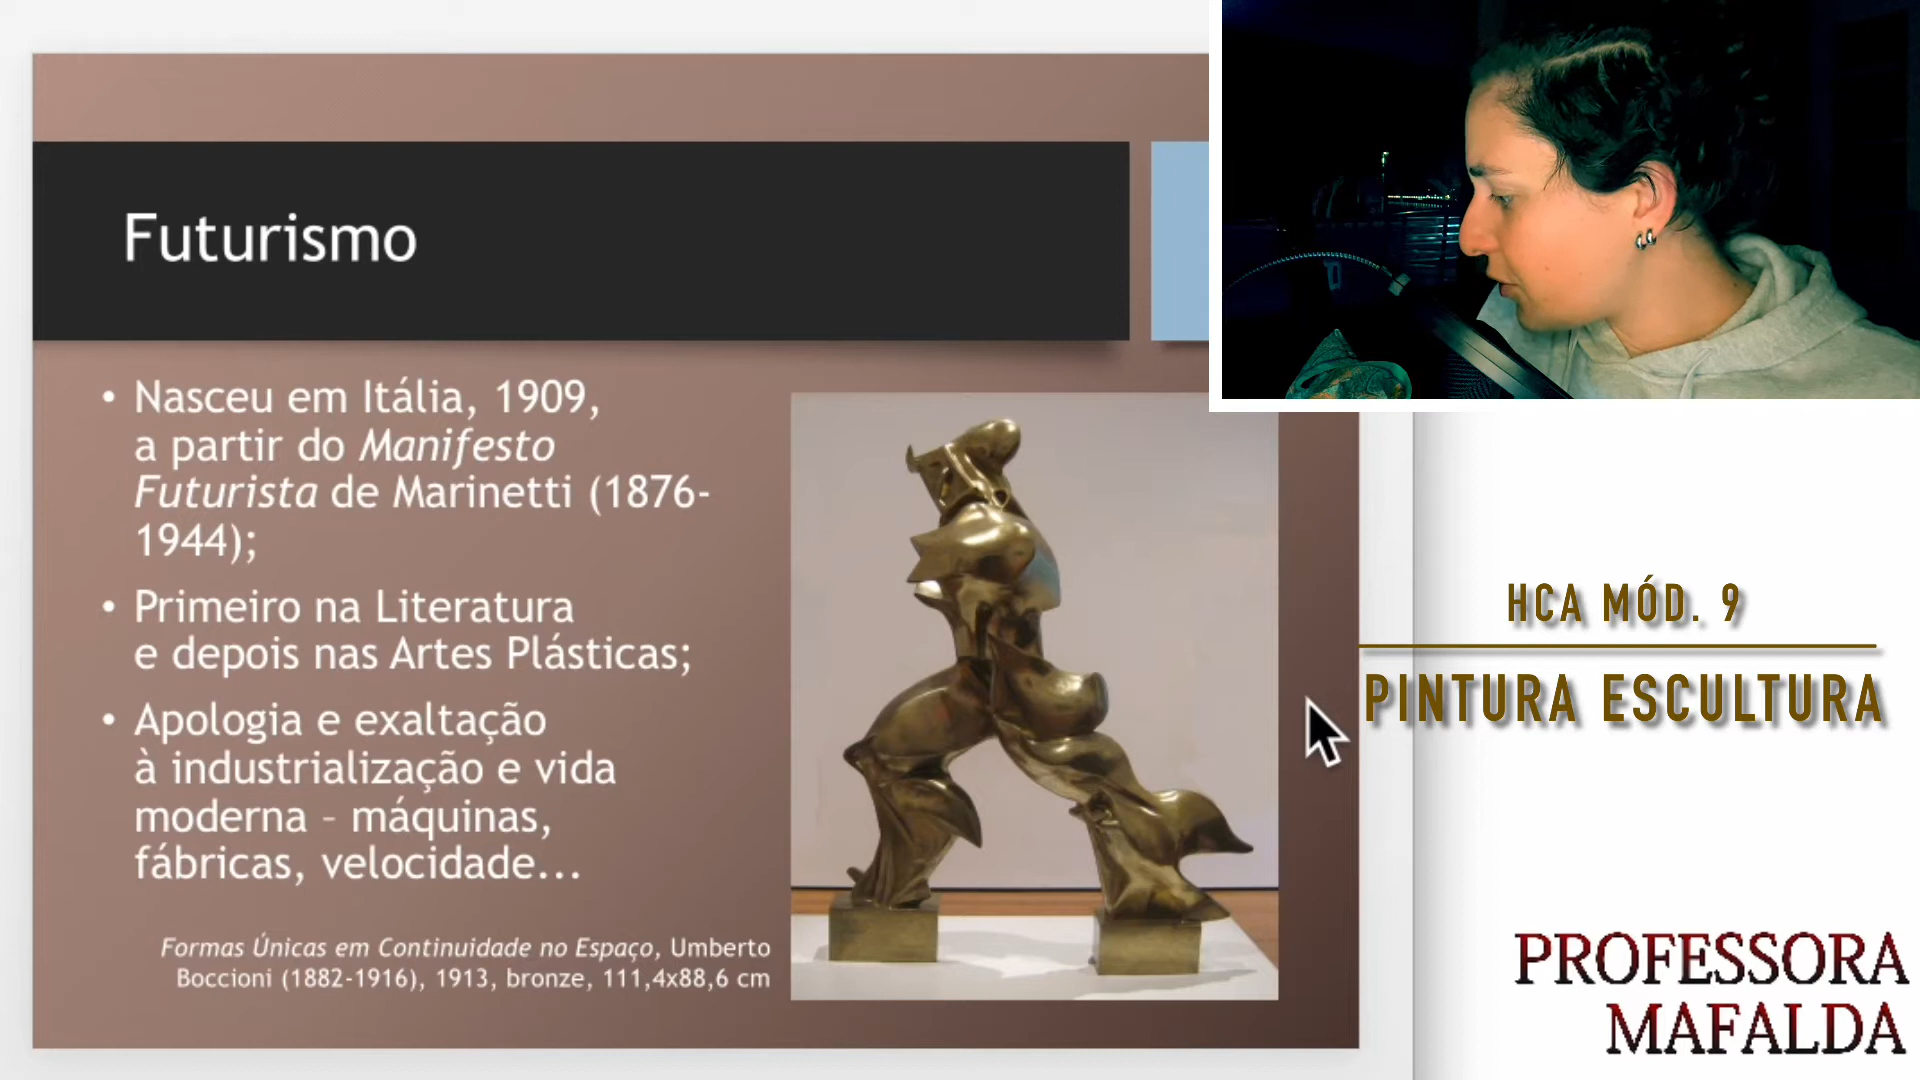 Futurismo
• Nasceu em Itália, 1909,
a partir do Manifesto
Futurista de Marinetti (1876-
1944);
• Primeiro na Literatura
e depois nas Artes Plásticas;
• Apologia e exaltação
à industrialização e vida
moderna – máquinas,
fábricas, velocidade...
Formas Únicas em Continuidade no Espaço, Umberto
Boccioni (1882-1916), 1913, bronze, 111,4x88,6 cm
HCA MÓD. 9
PINTURA ESCULTURA
PROFESSORA
MAFALDA